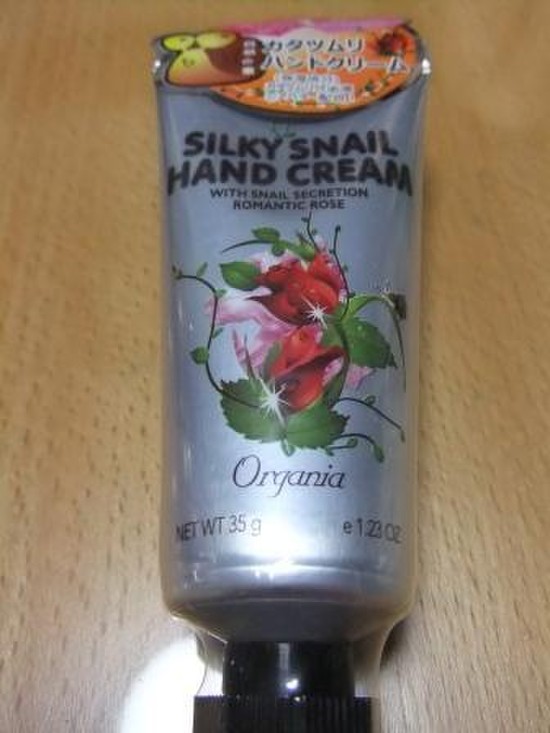 カタツムリ
ハンドクリーム
SILKY SNAIL
HAND CREAM
WITH SNAIL SECRETION
ROMANTIC ROSE
Organia
NET WT 35 g e 1.23 OZ